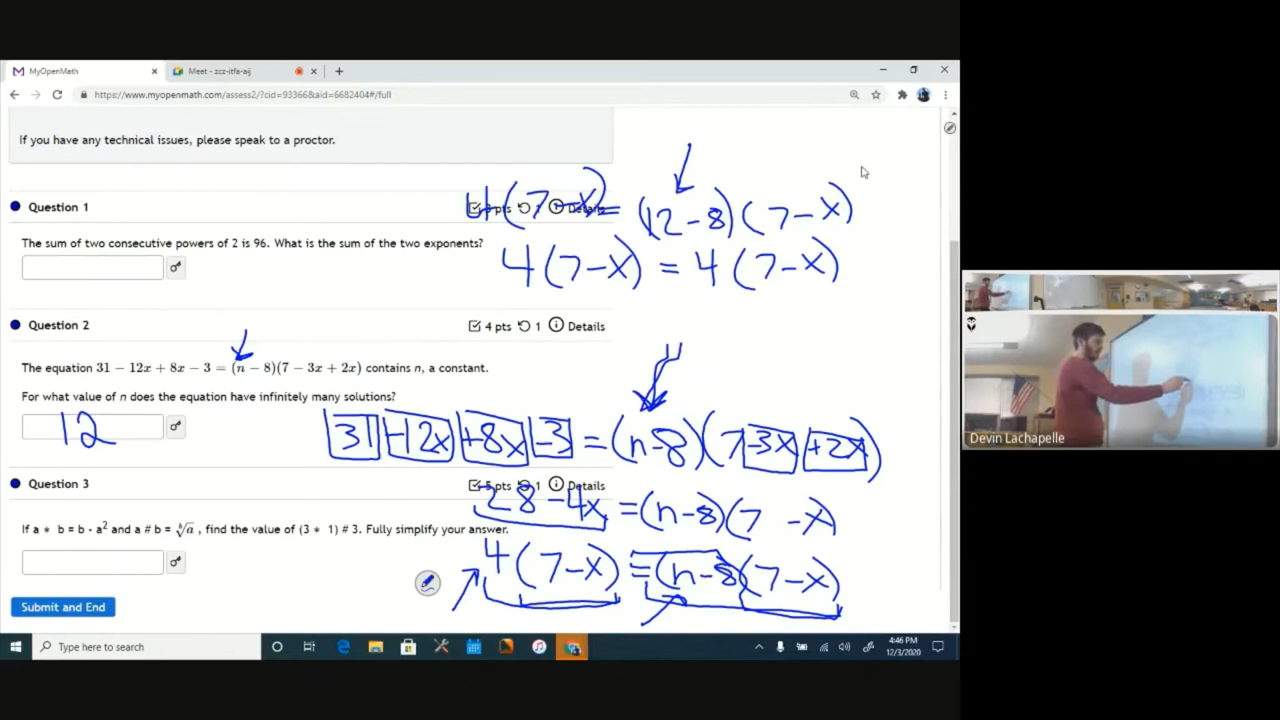 MyOpenMath
Meet - zcz-itfa-aij
https://www.myopenmath.com/assess2/?cid=93366&aid=6682404#/full
If you have any technical issues, please speak to a proctor.
4(7-x) = (12-8)(7-x)
Question 1
pts 1 Details
The sum of two consecutive powers of 2 is 96. What is the sum of the two exponents?
4(7-x) = 4(7-x)
Question 2
4 pts 1 Details
The equation 31 − 12x + 8x − 3 = (n − 8)(7 − 3x + 2x) contains n, a constant.
For what value of n does the equation have infinitely many solutions?
12
31 -12x +8x -3 = (n-8)(7-3x+2x)
Question 3
5 pts Details
28-4x = (n-8)(7 -x)
If a * b = b - a² and a # b = ᵇ√a , find the value of (3 * 1) # 3. Fully simplify your answer.
4(7-x) = (n-8)(7-x)
Submit and End
Devin Lachapelle
Type here to search
4:46 PM
12/3/2020